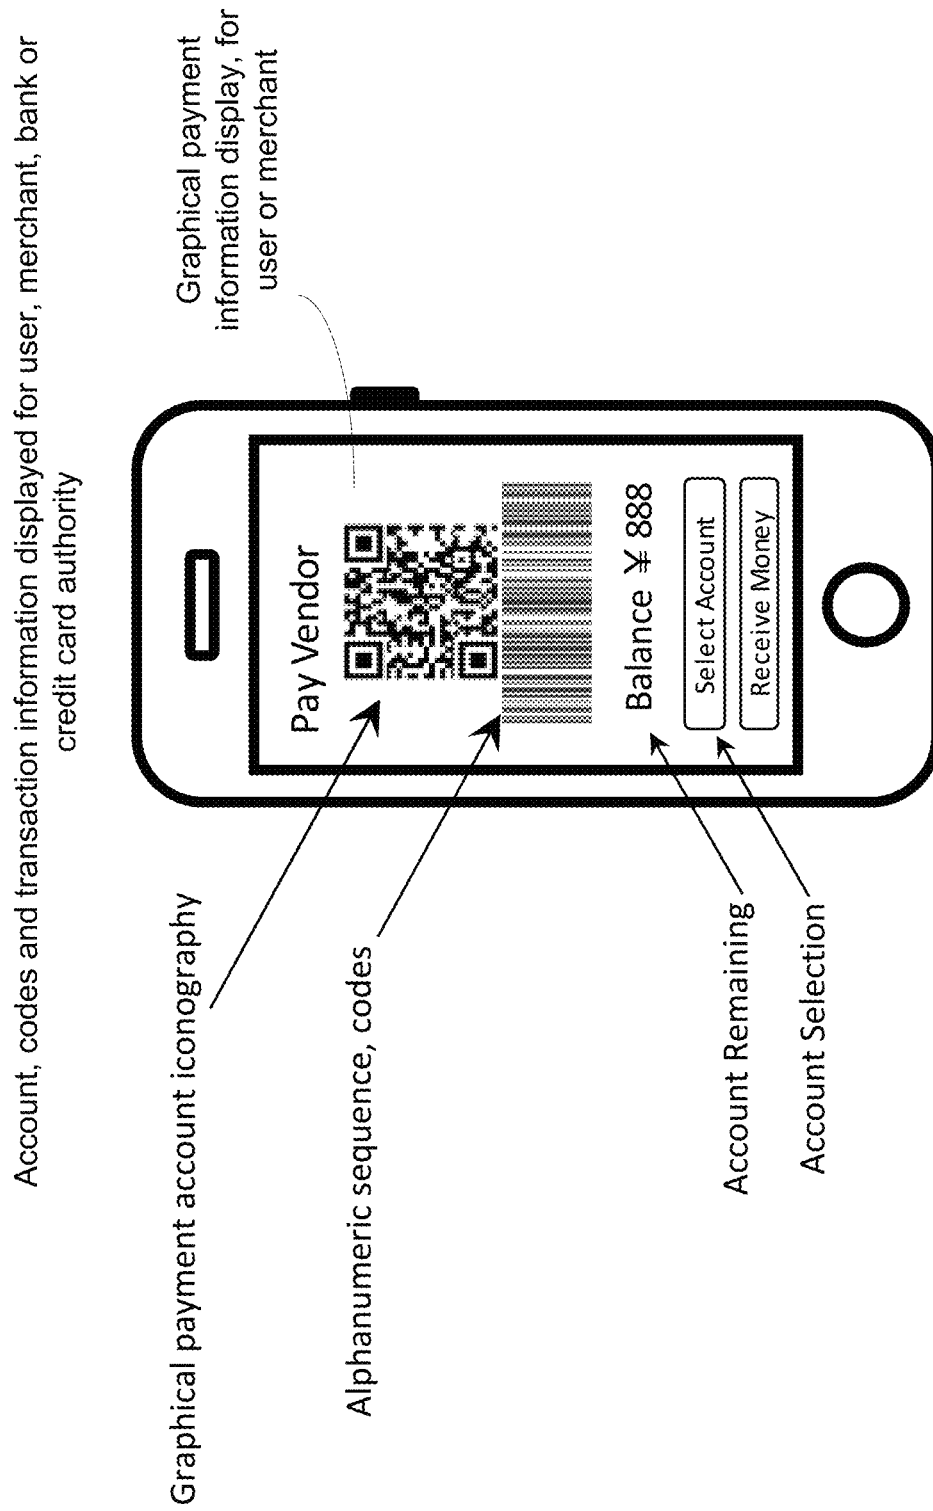 Account, codes and transaction information displayed for user, merchant, bank or
credit card authority
Graphical payment account iconography
Alphanumeric sequence, codes
Account Remaining
Account Selection
Pay Vendor
Balance ¥ 888
Select Account
Receive Money
Graphical payment
information display, for
user or merchant